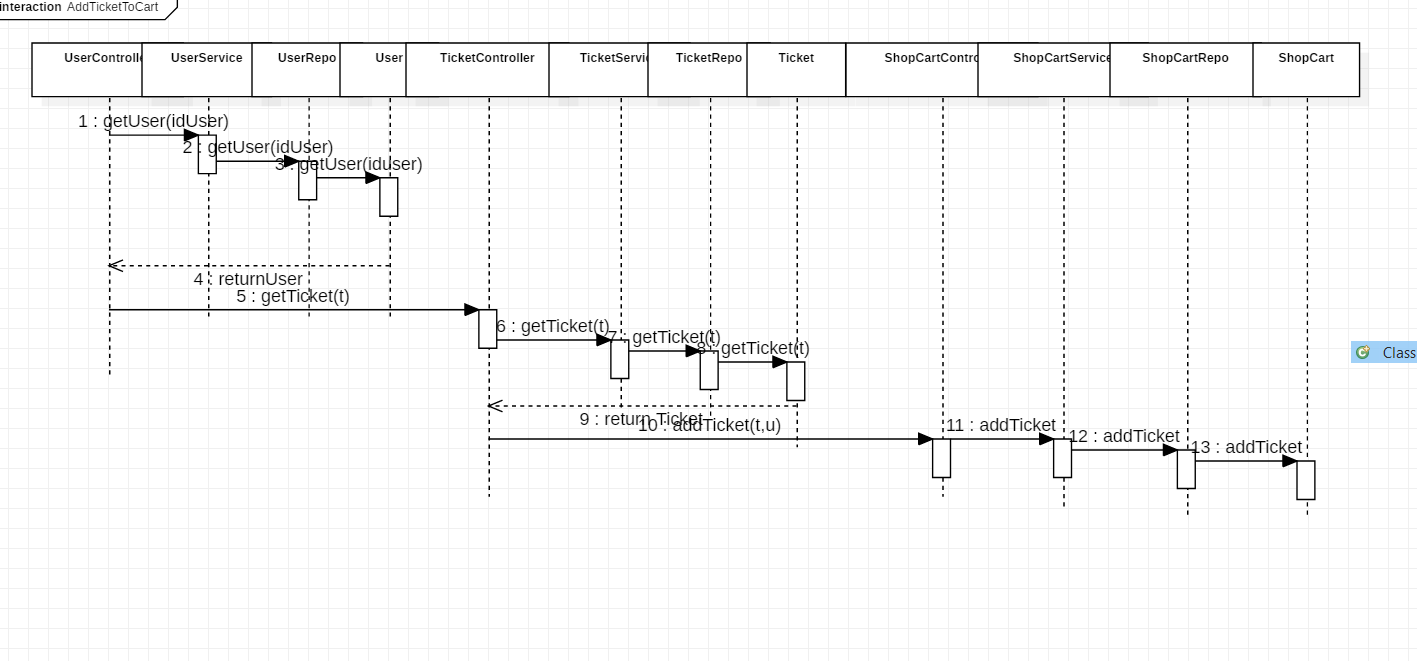 interaction AddTicketToCart
UserControlle
UserService
UserRepo
User
TicketController
TicketServic
TicketRepo
Ticket
ShopCartContro
ShopCartService
ShopCartRepo
ShopCart
1 : getUser(idUser)
2 : getUser(idUser)
3 : getUser(iduser)
4 : returnUser
5 : getTicket(t)
6 : getTicket(t)
7 : getTicket(t)
8 : getTicket(t)
9 : return Ticket
10 : addTicket(t,u)
11 : addTicket
12 : addTicket
13 : addTicket
Class